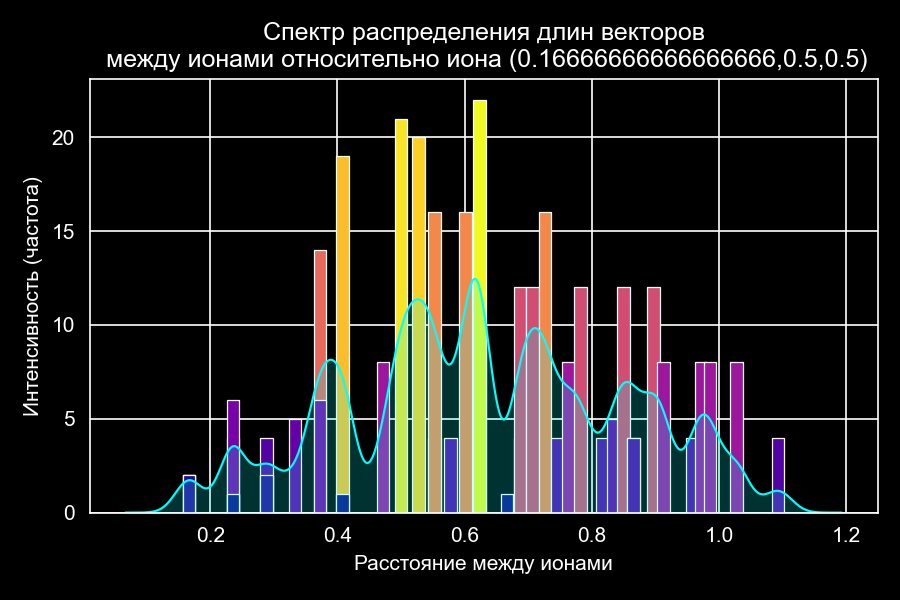 Спектр распределения длин векторов
между ионами относительно иона (0.16666666666666666,0.5,0.5)
Интенсивность (частота)
20
15
10
5
0
0.2 0.4 0.6 0.8 1.0 1.2
Расстояние между ионами